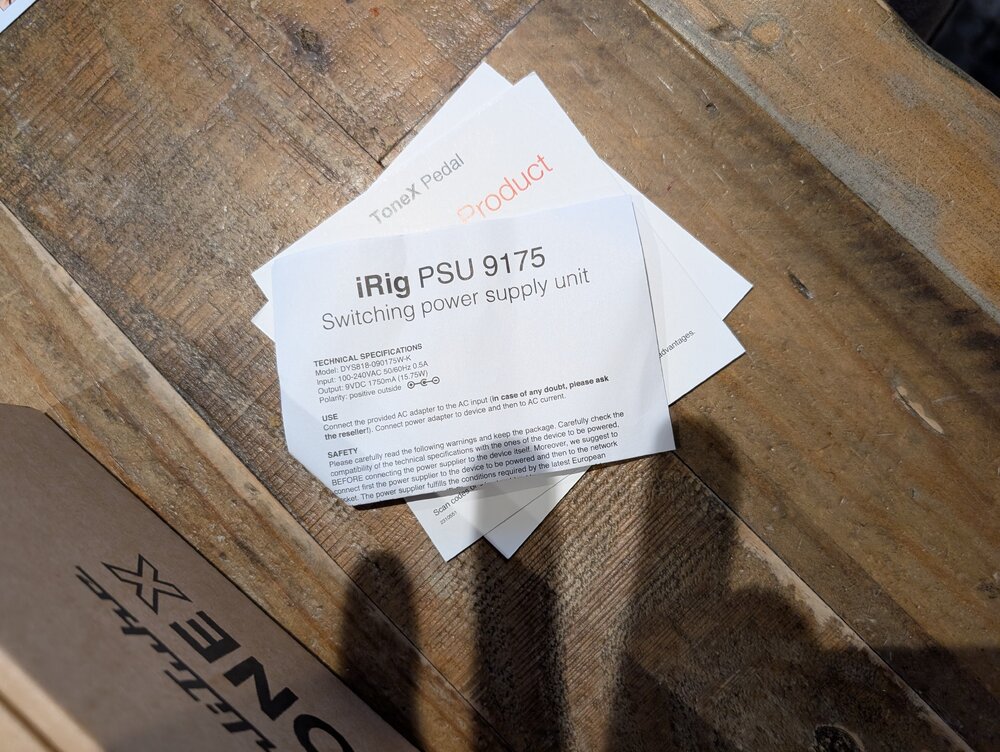 ToneX Pedal
Product
iRig PSU 9175
Switching power supply unit
TECHNICAL SPECIFICATIONS
Model: DYS818-090175W-K
Input: 100-240VAC 50/60Hz 0.5A
Output: 9VDC 1750mA (15.75W)
Polarity: positive outside
USE
Connect the provided AC adapter to the AC input (in case of any doubt, please ask
the reseller!). Connect power adapter to device and then to AC current.
SAFETY
Please carefully read the following warnings and keep the package. Carefully check the
compatibility of the technical specifications with the ones of the device to be powered,
BEFORE connecting the power supplier to the device itself. Moreover, we suggest to
connect first the power supplier to the device to be powered and then to the network
socket. The power supplier fulfills the conditions required by the latest European
advantages.
Scan codes
ONEX